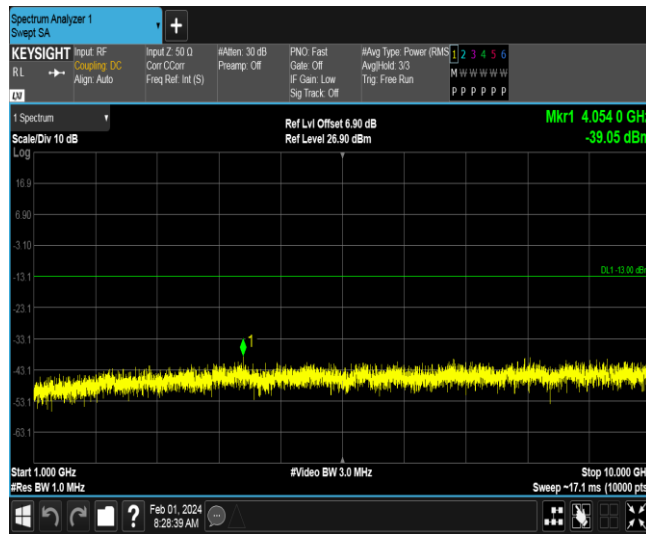 Spectrum Analyzer 1
Swept SA
+
KEYSIGHT
RL
LXI
Input: RF
Coupling: DC
Align: Auto
Input Z: 50 Ω
Corr CCorr
Freq Ref: Int (S)
#Atten: 30 dB
Preamp: Off
PNO: Fast
Gate: Off
IF Gain: Low
Sig Track: Off
#Avg Type: Power (RMS
Avg|Hold: 3/3
Trig: Free Run
1 2 3 4 5 6
M W W W W W
P P P P P P
1 Spectrum
Scale/Div 10 dB
Log
Ref Lvl Offset 6.90 dB
Ref Level 26.90 dBm
Mkr1 4.054 0 GHz
-39.05 dBm
16.9
6.90
-3.10
-13.1
DL1 -13.00 dBm
-23.1
-33.1
1
-43.1
-53.1
-63.1
Start 1.000 GHz
#Res BW 1.0 MHz
#Video BW 3.0 MHz
Stop 10.000 GHz
Sweep ~17.1 ms (10000 pts
?
Feb 01, 2024
8:28:39 AM